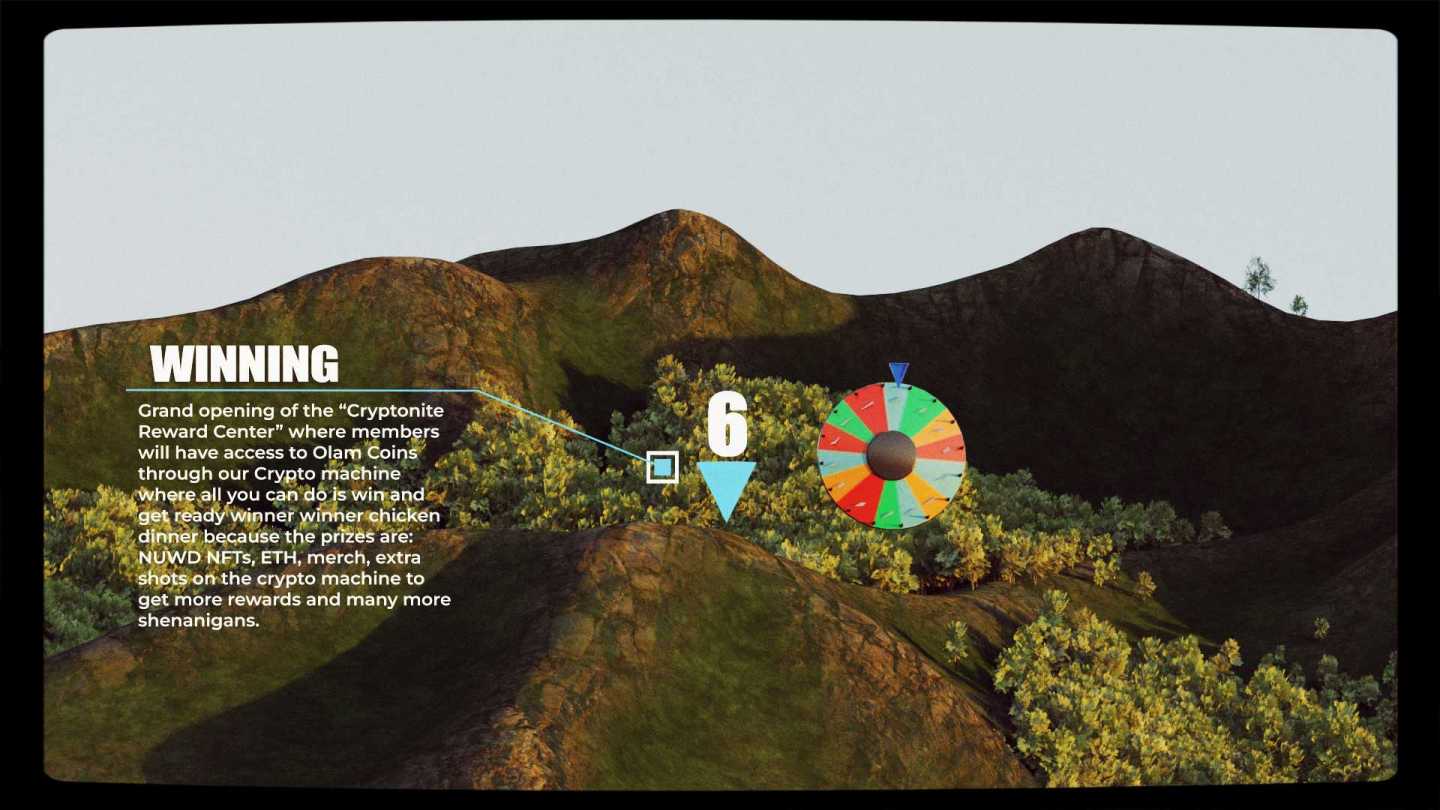 WINNING
Grand opening of the “Cryptonite
Reward Center” where members
will have access to Olam Coins
through our Crypto machine
where all you can do is win and
get ready winner winner chicken
dinner because the prizes are:
NUWD NFTs, ETH, merch, extra
shots on the crypto machine to
get more rewards and many more
shenanigans.
6